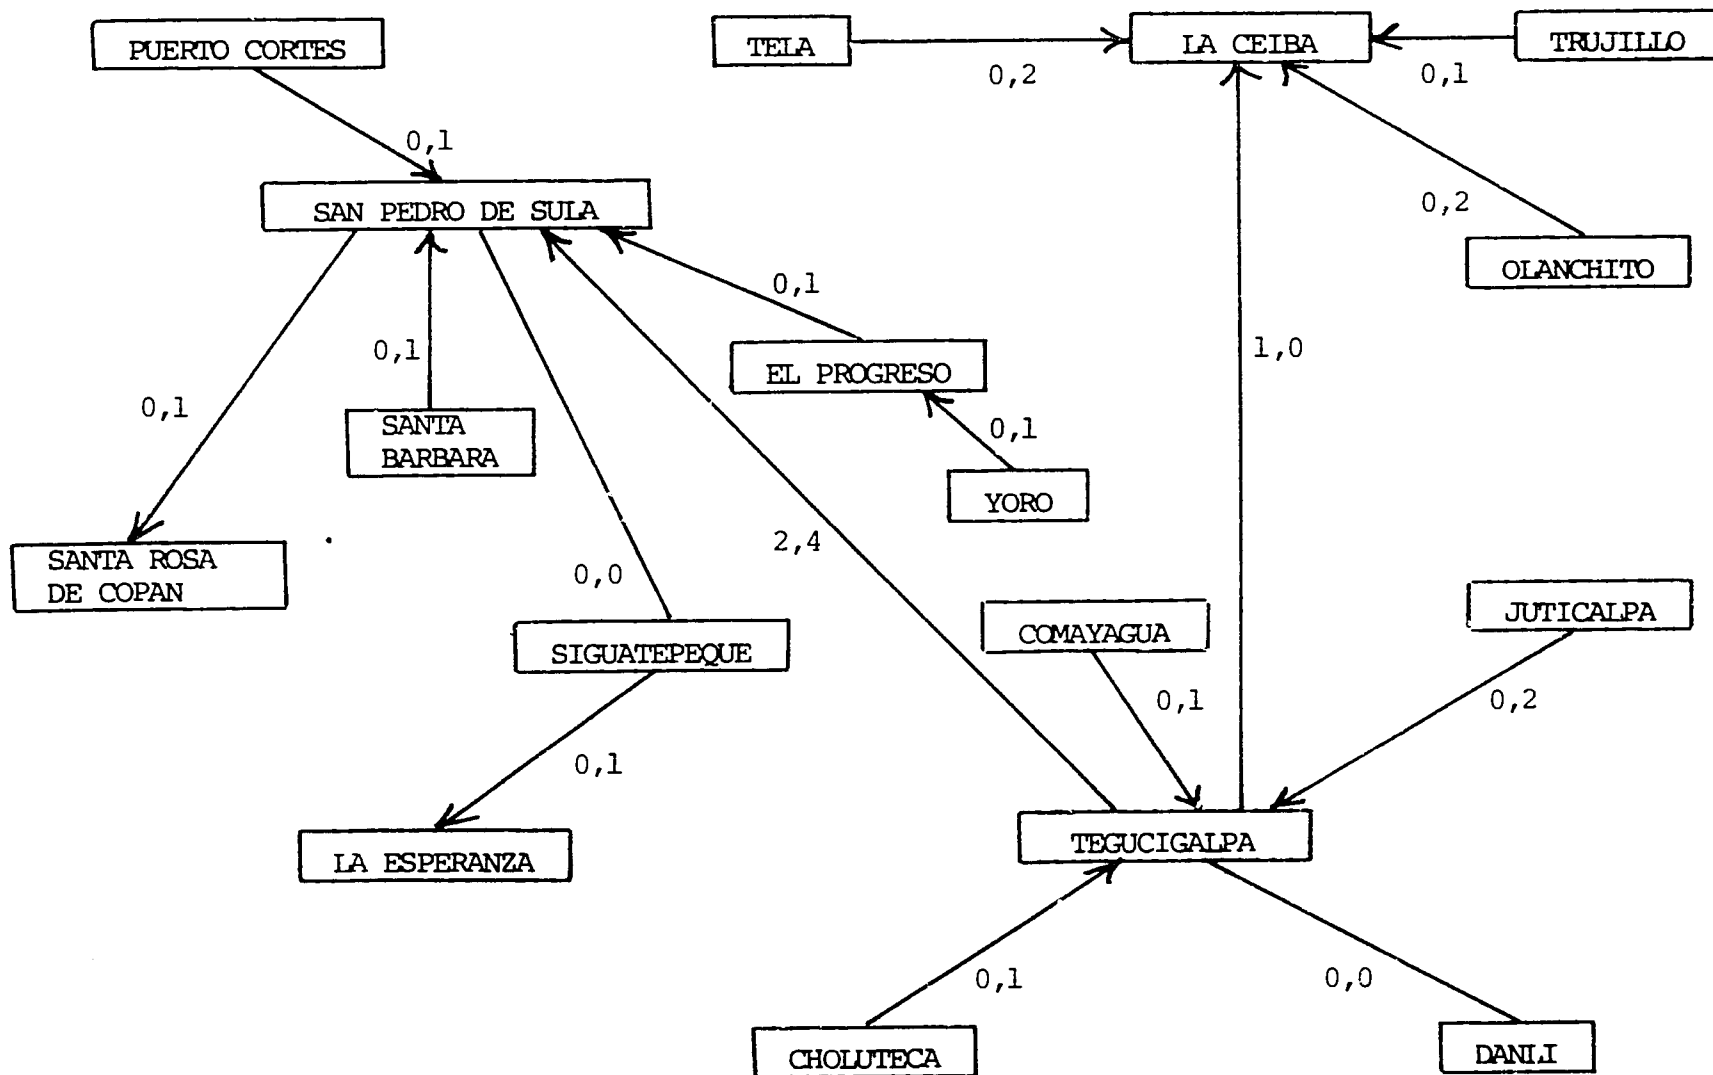 PUERTO CORTES
TELA
LA CEIBA
TRUJILLO
0,2
0,1
0,1
SAN PEDRO DE SULA
0,2
OLANCHITO
0,1
0,1
EL PROGRESO
1,0
0,1
SANTA
BARBARA
0,1
YORO
2,4
SANTA ROSA
DE COPAN
0,0
COMAYAGUA
JUTICALPA
SIGUATEPEQUE
0,1
0,2
0,1
LA ESPERANZA
TEGUCIGALPA
0,1
0,0
CHOLUTECA
DANLI